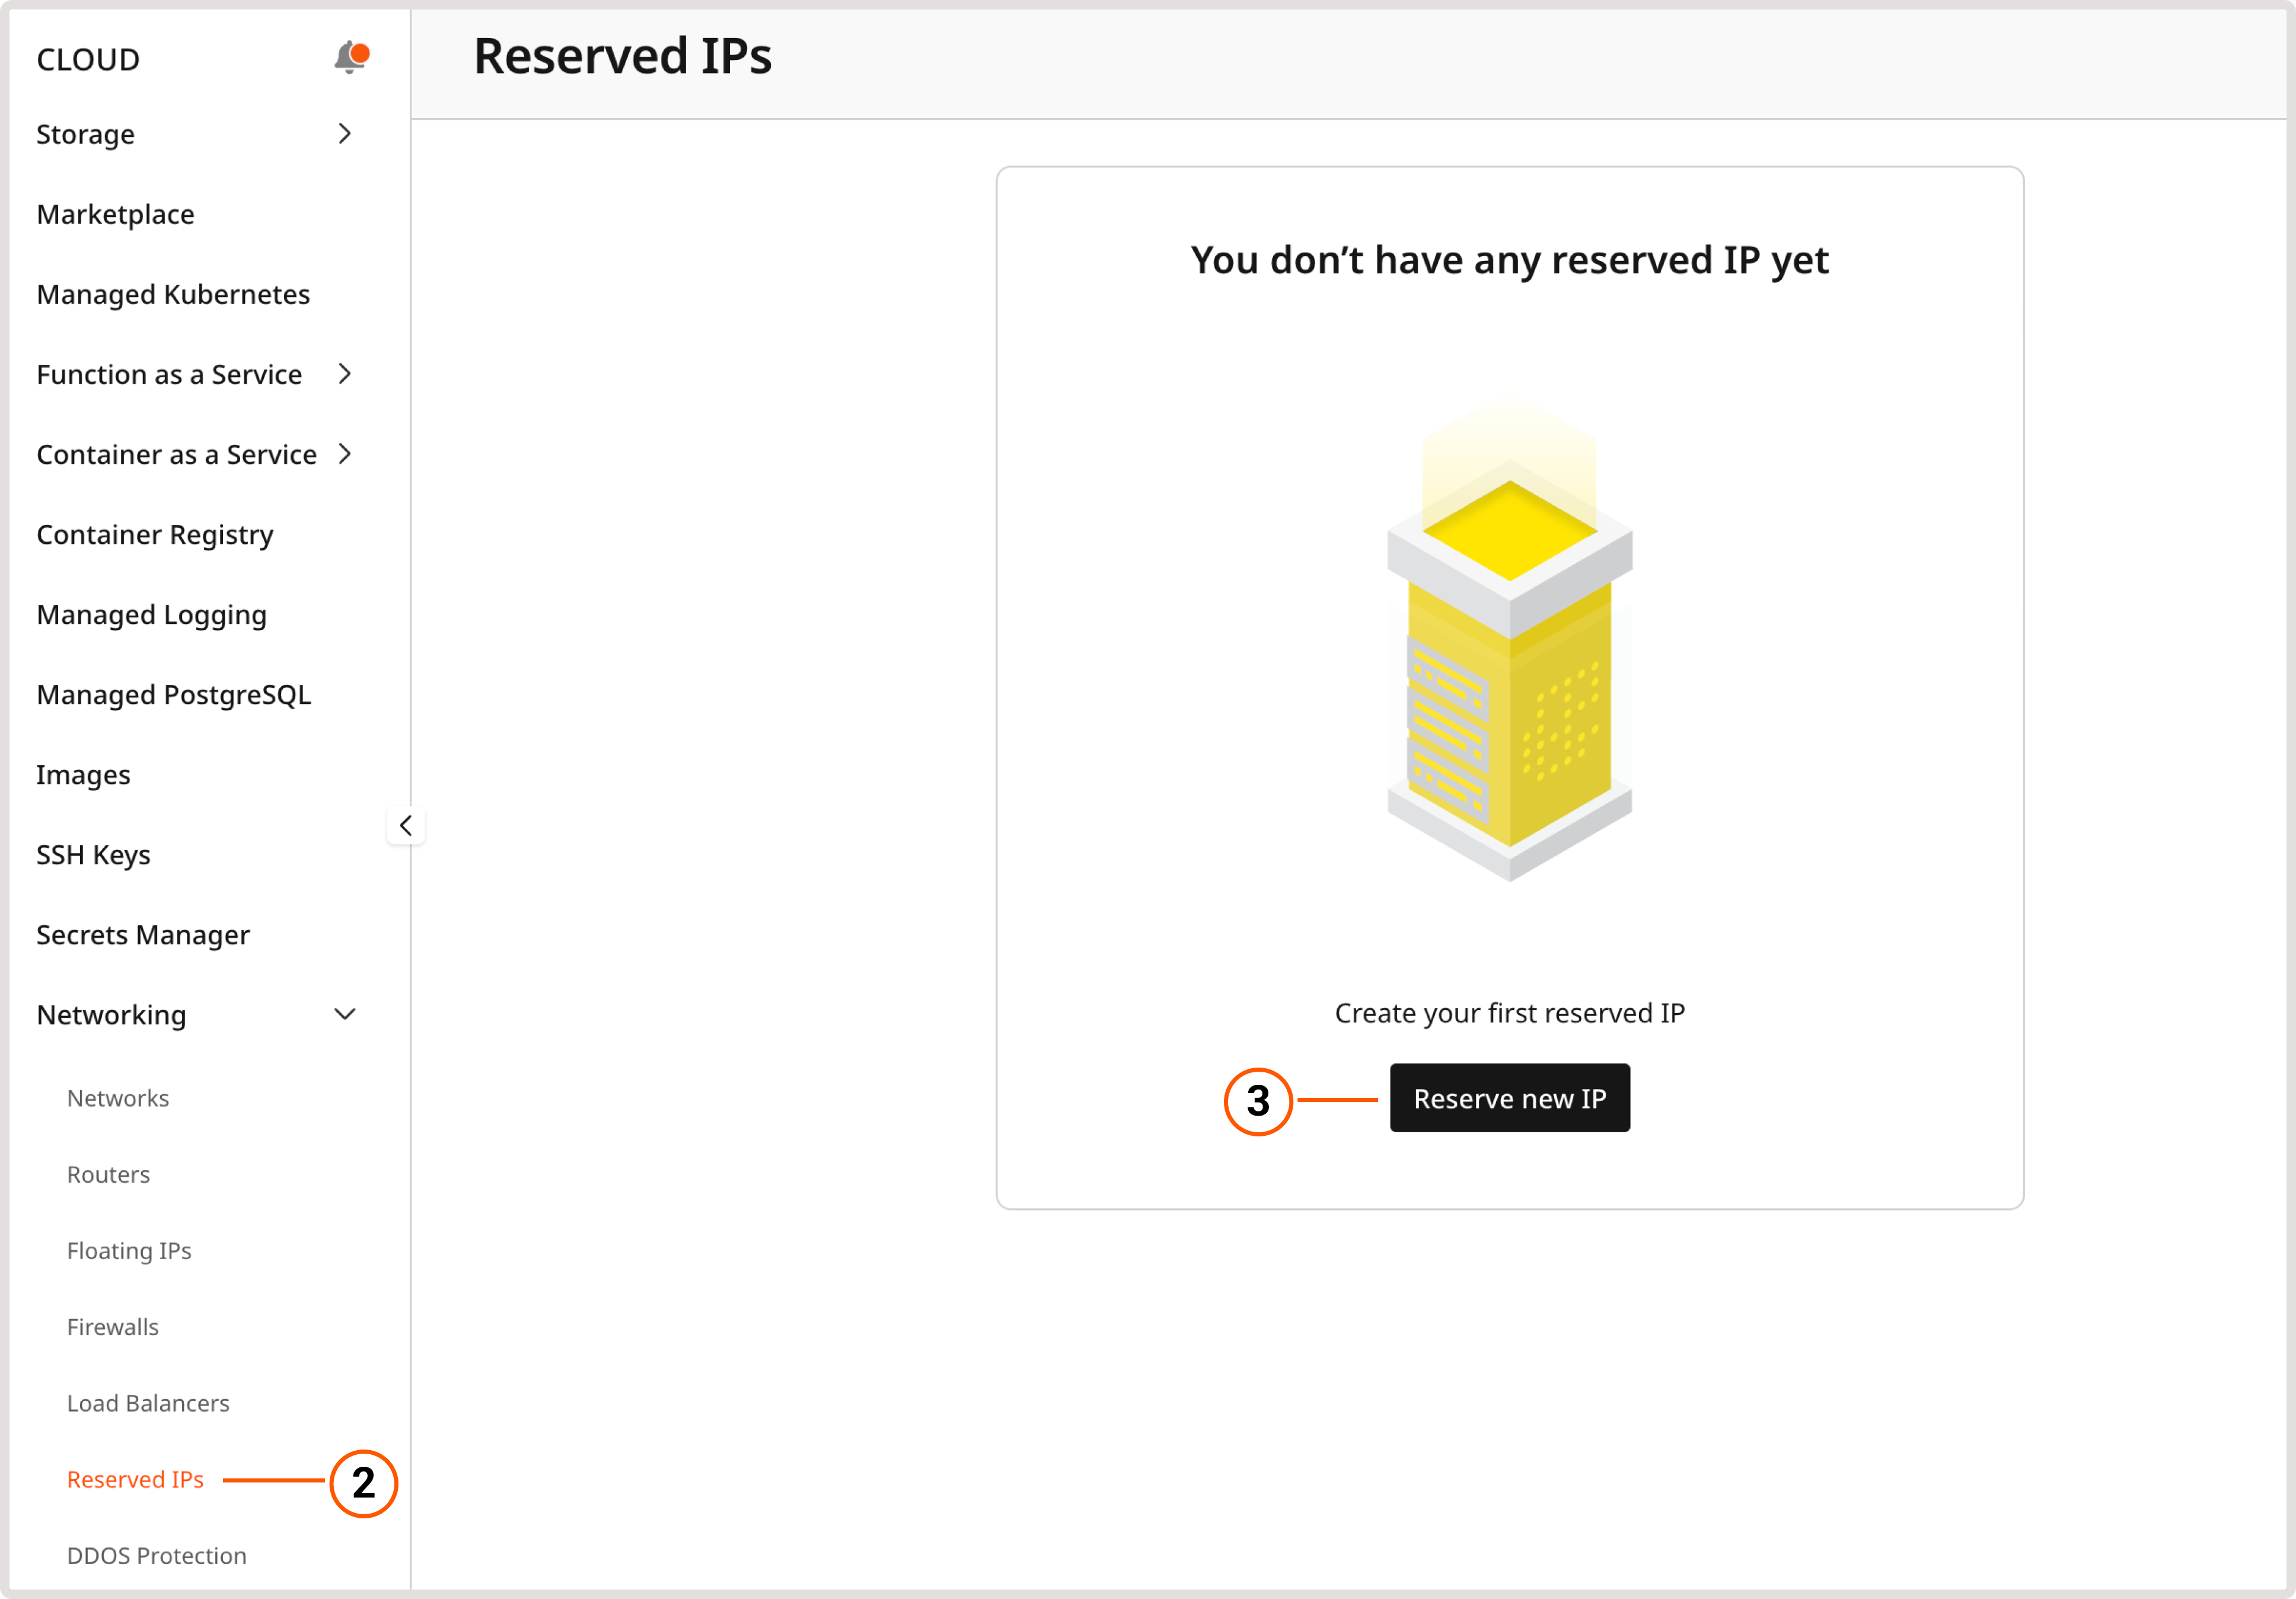 CLOUD
Storage
Marketplace
Managed Kubernetes
Function as a Service
Container as a Service
Container Registry
Managed Logging
Managed PostgreSQL
Images
SSH Keys
Secrets Manager
Networking
Networks
Routers
Floating IPs
Firewalls
Load Balancers
Reserved IPs
2
DDOS Protection
Reserved IPs
You don’t have any reserved IP yet
Create your first reserved IP
3
Reserve new IP